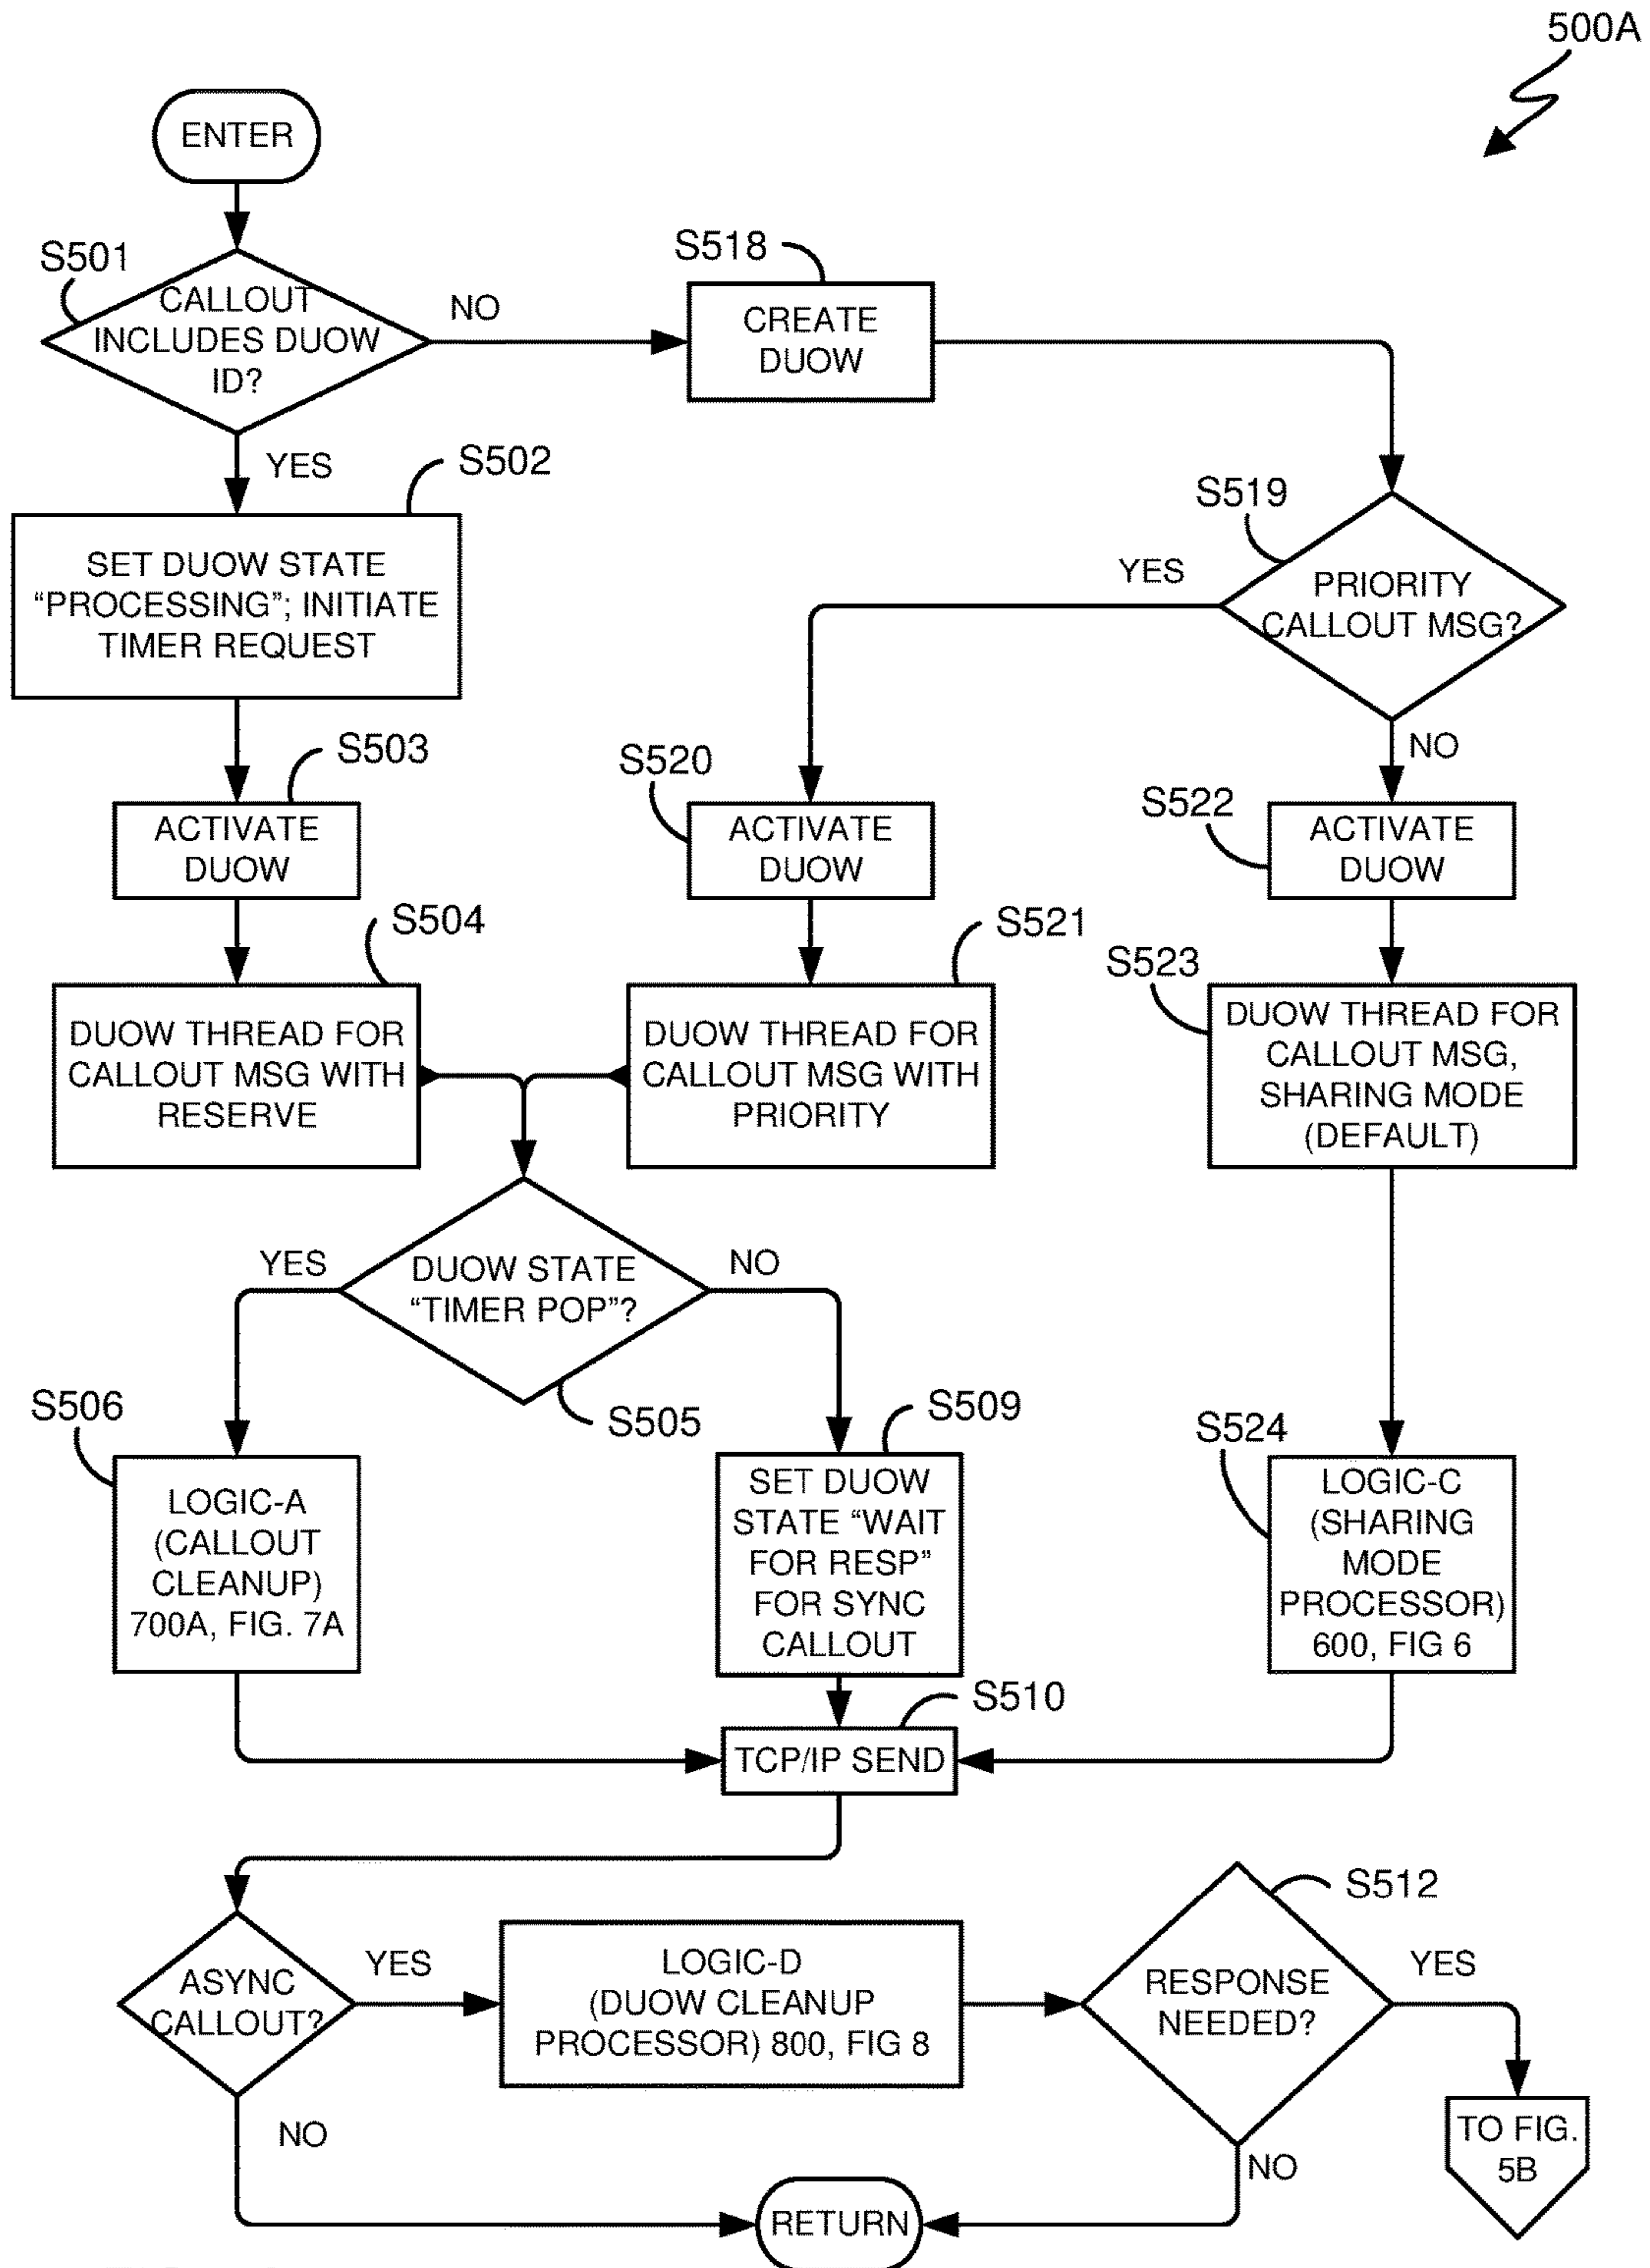 500A
ENTER
S501
CALLOUT
INCLUDES DUOW
ID?
NO
S518
CREATE
DUOW
YES
S502
SET DUOW STATE
“PROCESSING”; INITIATE
TIMER REQUEST
S519
PRIORITY
CALLOUT MSG?
YES
NO
S503
ACTIVATE
DUOW
S520
ACTIVATE
DUOW
S522
ACTIVATE
DUOW
S504
DUOW THREAD FOR
CALLOUT MSG WITH
RESERVE
S521
DUOW THREAD FOR
CALLOUT MSG WITH
PRIORITY
S523
DUOW THREAD FOR
CALLOUT MSG,
SHARING MODE
(DEFAULT)
YES
DUOW STATE
“TIMER POP”?
NO
S505
S506
LOGIC-A
(CALLOUT
CLEANUP)
700A, FIG. 7A
S509
SET DUOW
STATE “WAIT
FOR RESP”
FOR SYNC
CALLOUT
S524
LOGIC-C
(SHARING
MODE
PROCESSOR)
600, FIG 6
S510
TCP/IP SEND
ASYNC
CALLOUT?
YES
LOGIC-D
(DUOW CLEANUP
PROCESSOR) 800, FIG 8
S512
RESPONSE
NEEDED?
YES
TO FIG.
5B
NO
NO
RETURN